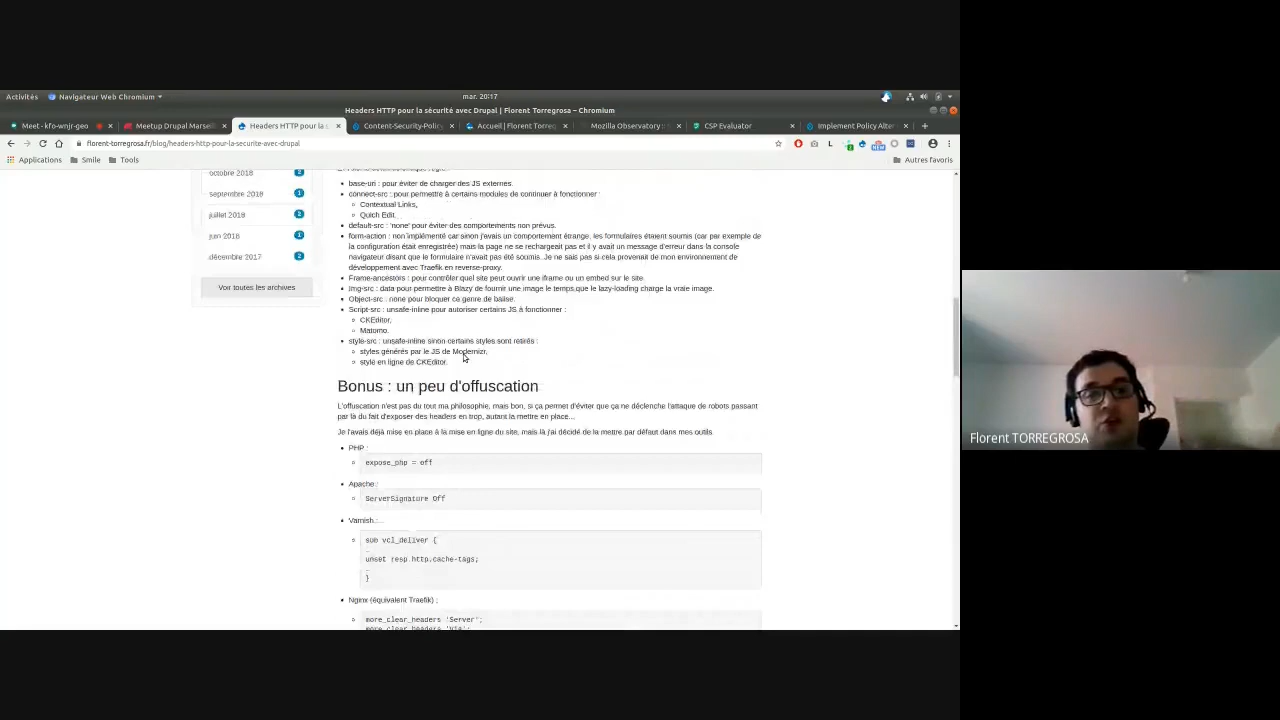 Activités
Navigateur Web Chromium
mar. 20:17
Headers HTTP pour la sécurité avec Drupal | Florent Torregrosa – Chromium
Meet - kfo-wnjr-geo
Meetup Drupal Marsei
Headers HTTP pour la s
Content-Security-Policy
Accueil | Florent Torreg
Mozilla Observatory
CSP Evaluator
Implement Policy Alter
florent-torregrosa.fr/blog/headers-http-pour-la-securite-avec-drupal
Applications
Smile
Tools
Autres favoris
octobre 2018
septembre 2018 1
juillet 2018 2
juin 2018 1
décembre 2017 2
Voir toutes les archives
base-uri : pour éviter de charger des JS externes.
connect-src : pour permettre à certains modules de continuer à fonctionner :
Contextual Links,
Quick Edit.
default-src : 'none' pour éviter des comportements non prévus.
form-action : non implémenté car sinon j'avais un comportement étrange, les formulaires étaient soumis (car par exemple de
la configuration était enregistrée) mais la page ne se rechargeait pas et il y avait un message d'erreur dans la console
navigateur disant que le formulaire n'avait pas été soumis. Je ne sais pas si cela provenait de mon environnement de
développement avec Traefik en reverse-proxy.
Frame-ancestors : pour contrôler quel site peut ouvrir une iframe ou un embed sur le site.
Img-src : data pour permettre à Blazy de fournir une image le temps que le lazy-loading charge la vraie image.
Object-src : none pour bloquer ce genre de balise.
Script-src : unsafe-inline pour autoriser certains JS à fonctionner :
CKEditor,
Matomo.
style-src : unsafe-inline sinon certains styles sont retirés :
styles générés par le JS de Modernizr,
style en ligne de CKEditor.
Bonus : un peu d'offuscation
L'offuscation n'est pas du tout ma philosophie, mais bon, si ça permet d'éviter que ça ne déclenche l'attaque de robots passant
par là du fait d'exposer des headers en trop, autant la mettre en place...
Je l'avais déjà mise en place à la mise en ligne du site, mais là j'ai décidé de la mettre par défaut dans mes outils.
PHP :
expose_php = off
Apache :
ServerSignature Off
Varnish :
sub vcl_deliver {
unset resp.http.cache-tags;
}
Nginx (équivalent Traefik) :
more_clear_headers 'Server';
more_clear_headers 'Via';
Florent TORREGROSA